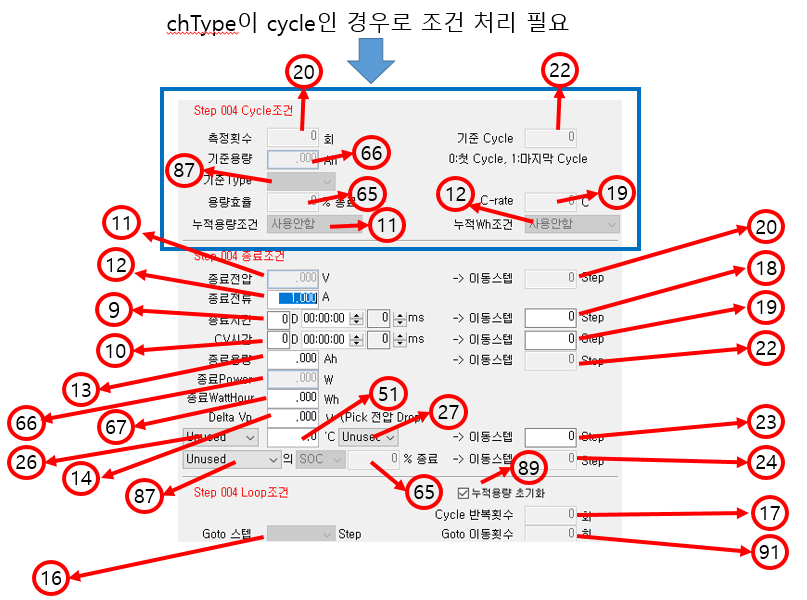 chType이 cycle인 경우로 조건 처리 필요
20 22
Step 004 Cycle조건
측정횟수 0 회 기준 Cycle 0
기준용량 .000 Ah 66 0:첫 Cycle, 1:마지막 Cycle
87 기준Type
용량효율 0 % 종료 65 12 C-rate 0 C 19
누적용량조건 사용안함 11 누적Wh조건 사용안함
Step 004 종료조건
11 종료전압 .000 V -> 이동스텝 0 Step 20
12 종료전류 1.000 A 18
9 종료시간 0 D 00:00:00 0 ms -> 이동스텝 0 Step 19
10 CV시간 0 D 00:00:00 0 ms -> 이동스텝 0 Step
종료용량 .000 Ah -> 이동스텝 0 Step 22
13 종료Power .000 W
66 67 종료WattHour .000 Wh 51
Delta Vp .000 V (Pick 전압 Drop) 27
26 Unused .0 ℃ Unused -> 이동스텝 0 Step 23
14 87 Unused 의 SOC 0 % 종료 -> 이동스텝 0 Step 24
65 89
Step 004 Loop조건 누적용량 초기화
Cycle 반복횟수 0 회 17
Goto 스텝 Step Goto 이동횟수 0 회 91
16